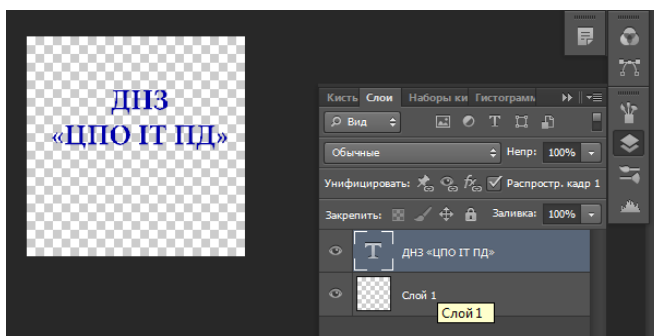 ДНЗ
«ЦПО ІТ ПД»
Кисть Слои Наборы ки Гистограмм
Вид
Обычные Непр: 100%
Унифицировать: Распростр. кадр 1
Закрепить: Заливка: 100%
T ДНЗ «ЦПО ІТ ПД»
Слой 1
Слой 1